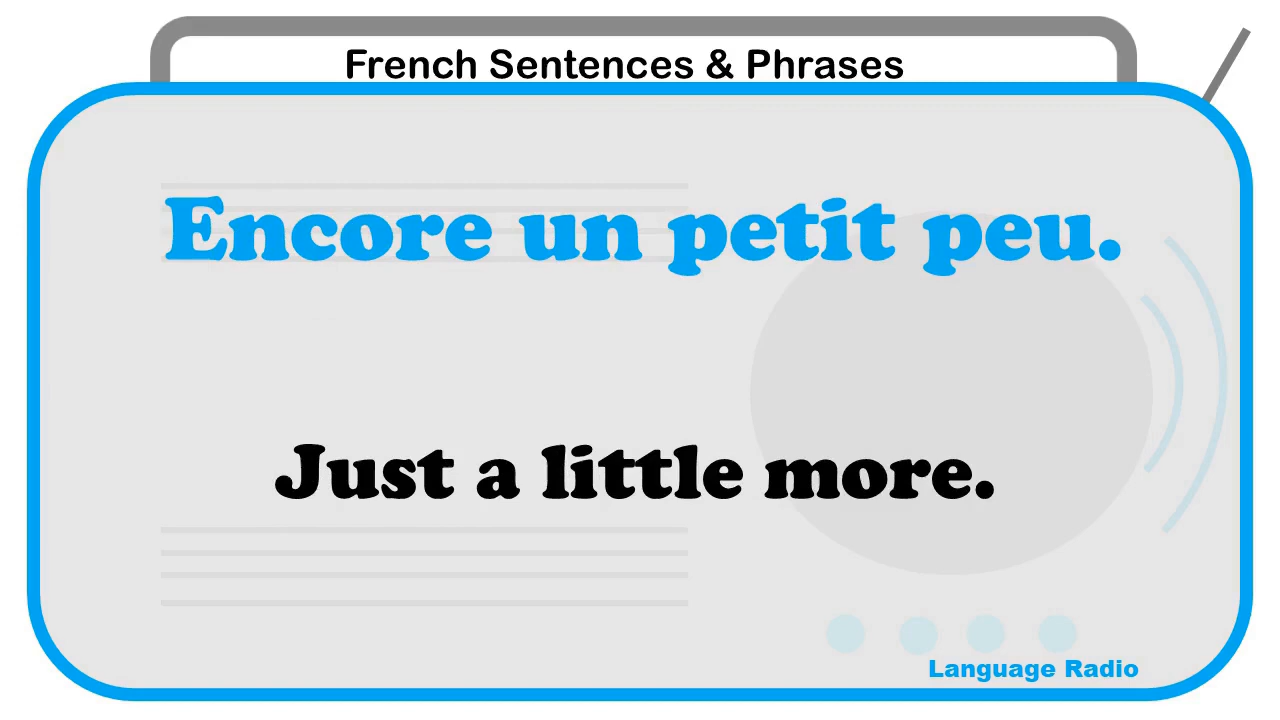 French Sentences & Phrases
Encore un petit peu.
Just a little more.
Language Radio